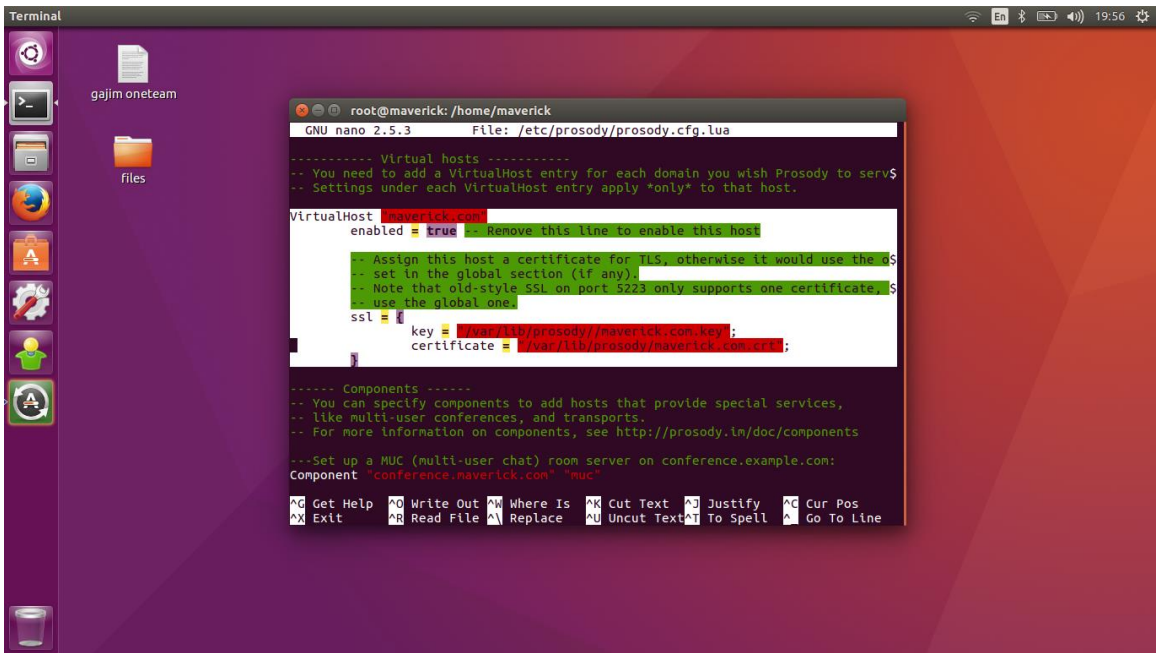 Terminal
En
19:56
gajim oneteam
files
root@maverick: /home/maverick
GNU nano 2.5.3 File: /etc/prosody/prosody.cfg.lua
----------- Virtual hosts -----------
-- You need to add a VirtualHost entry for each domain you wish Prosody to serv$
-- Settings under each VirtualHost entry apply *only* to that host.
VirtualHost "maverick.com"
enabled = true -- Remove this line to enable this host
-- Assign this host a certificate for TLS, otherwise it would use the o$
-- set in the global section (if any).
-- Note that old-style SSL on port 5223 only supports one certificate, $
-- use the global one.
ssl = {
key = "/var/lib/prosody//maverick.com.key";
certificate = "/var/lib/prosody/maverick.com.crt";
}
------ Components ------
-- You can specify components to add hosts that provide special services,
-- like multi-user conferences, and transports.
-- For more information on components, see http://prosody.im/doc/components
---Set up a MUC (multi-user chat) room server on conference.example.com:
Component "conference.maverick.com" "muc"
^G Get Help ^O Write Out ^W Where Is ^K Cut Text ^J Justify ^C Cur Pos
^X Exit ^R Read File ^\ Replace ^U Uncut Text ^T To Spell ^_ Go To Line